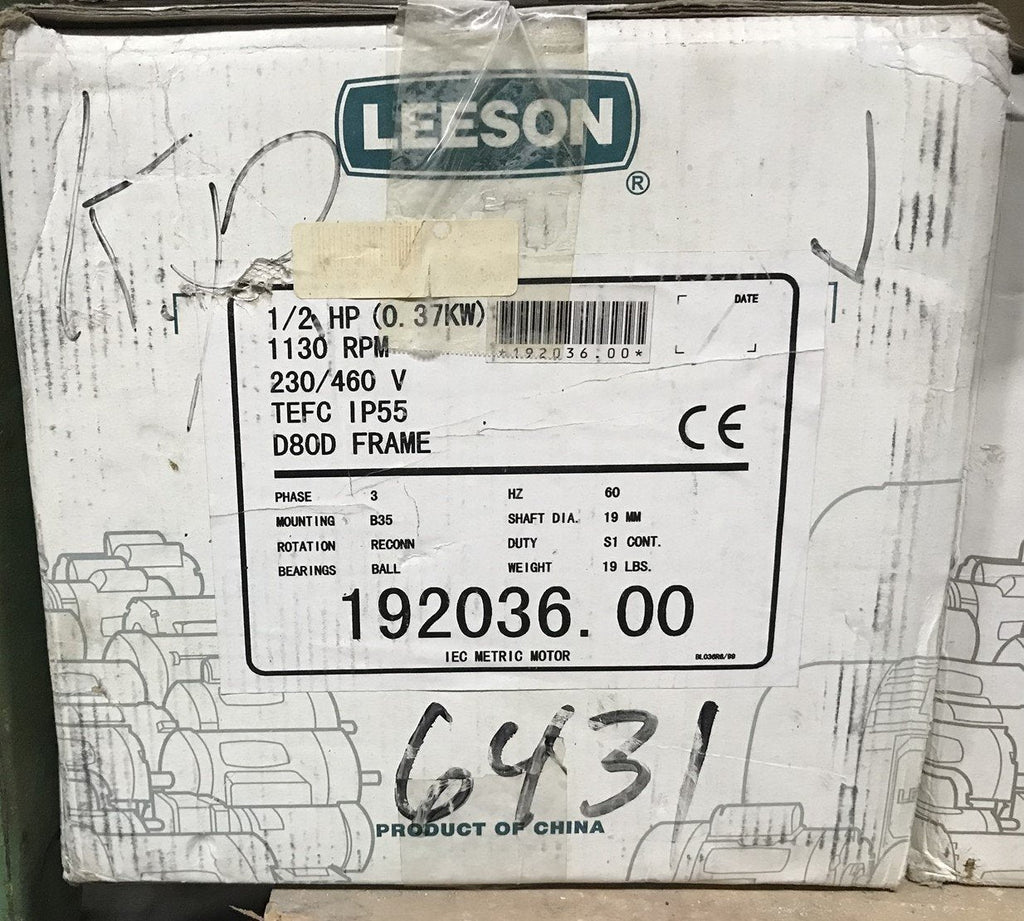 LEESON
®
1/2 HP (0.37KW)
*192036.00*
DATE
1130 RPM
230/460 V
TEFC IP55
D80D FRAME
CE
PHASE 3 HZ 60
MOUNTING B35 SHAFT DIA. 19 MM
ROTATION RECONN DUTY S1 CONT.
BEARINGS BALL WEIGHT 19 LBS.
192036.00
IEC METRIC MOTOR
6431
PRODUCT OF CHINA